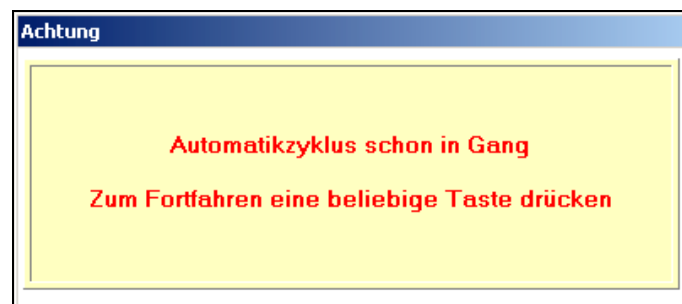 Achtung
Automatikzyklus schon in Gang
Zum Fortfahren eine beliebige Taste drücken